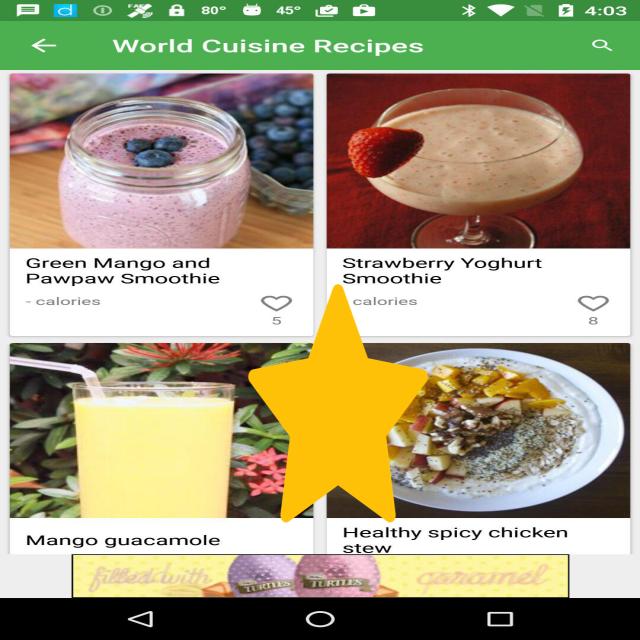 80° 45° 4:03
World Cuisine Recipes
Green Mango and
Pawpaw Smoothie
- calories
5
Strawberry Yoghurt
Smoothie
calories
8
Mango guacamole
Healthy spicy chicken
stew
filled with TURTLES TURTLES caramel